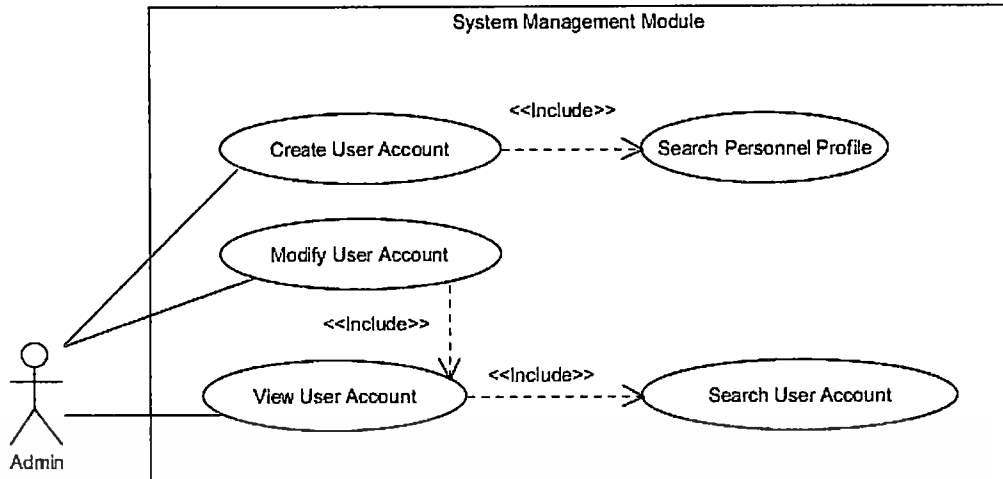 System Management Module
<<Include>>
Create User Account
Search Personnel Profile
Modify User Account
<<Include>>
View User Account
<<Include>>
Search User Account
Admin